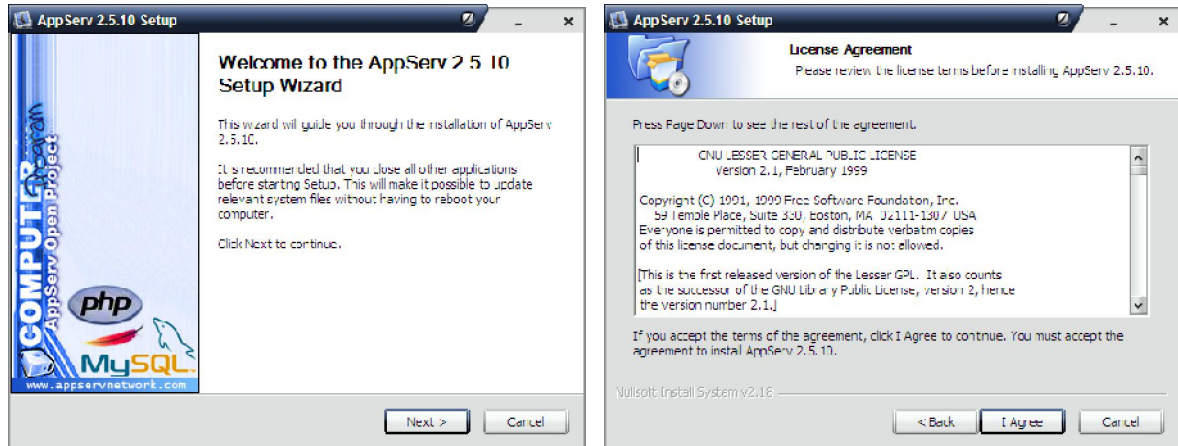 AppServ 2.5.10 Setup
Welcome to the AppServ 2.5.10
Setup Wizard
This wizard will guide you through the installation of AppServ
2.5.10.
It is recommended that you close all other applications
before starting Setup. This will make it possible to update
relevant system files without having to reboot your
computer.
Click Next to continue.
COMPUTER
Program
AppServ Open Project
php
MySQL
www.appservnetwork.com
Next >
Cancel
AppServ 2.5.10 Setup
License Agreement
Please review the license terms before installing AppServ 2.5.10.
Press Page Down to see the rest of the agreement.
GNU LESSER GENERAL PUBLIC LICENSE
Version 2.1, February 1999
Copyright (C) 1991, 1999 Free Software Foundation, Inc.
59 Temple Place, Suite 330, Boston, MA 02111-1307 USA
Everyone is permitted to copy and distribute verbatim copies
of this license document, but changing it is not allowed.
[This is the first released version of the Lesser GPL. It also counts
as the successor of the GNU Library Public License, version 2, hence
the version number 2.1.]
If you accept the terms of the agreement, click I Agree to continue. You must accept the
agreement to install AppServ 2.5.10.
Nullsoft Install System v2.18
< Back
I Agree
Cancel